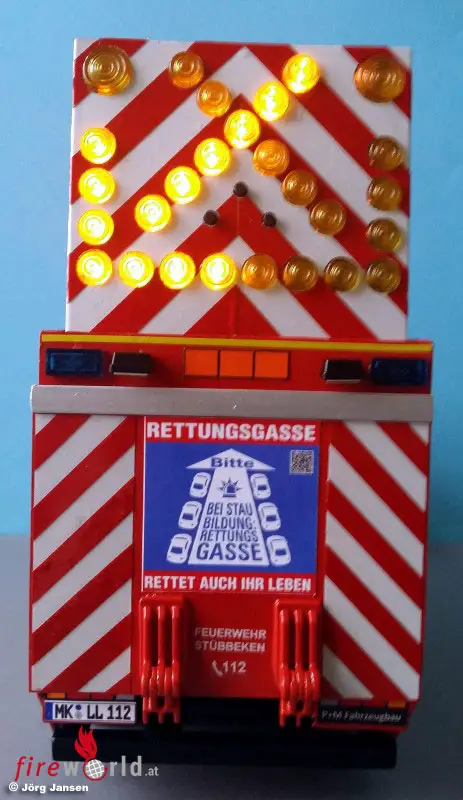 RETTUNGSGASSE
Bitte
BEI STAU
BILDUNG:
RETTUNGS
GASSE
RETTET AUCH IHR LEBEN
FEUERWEHR
STÜBBEKEN
112
MK LL 112
P+M Fahrzeugbau
fireworld.at
© Jörg Jansen